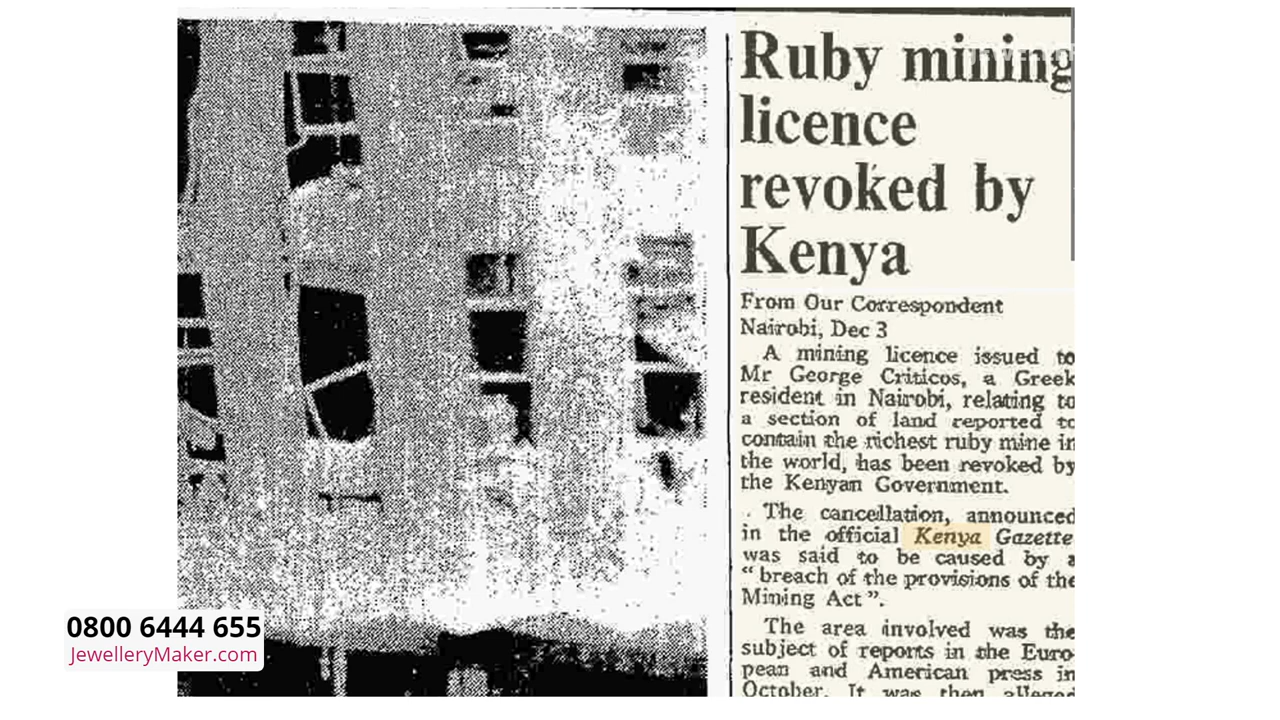 Ruby mining
licence
revoked by
Kenya
From Our Correspondent
Nairobi, Dec 3
A mining licence issued to
Mr George Criticos, a Greek
resident in Nairobi, relating to
a section of land reported to
contain the richest ruby mine in
the world, has been revoked by
the Kenyan Government.
The cancellation, announced
in the official Kenya Gazette
was said to be caused by a
“ breach of the provisions of the
Mining Act ”.
The area involved was the
subject of reports in the Euro-
pean and American press in
October. It was then alleged
0800 6444 655
JewelleryMaker.com